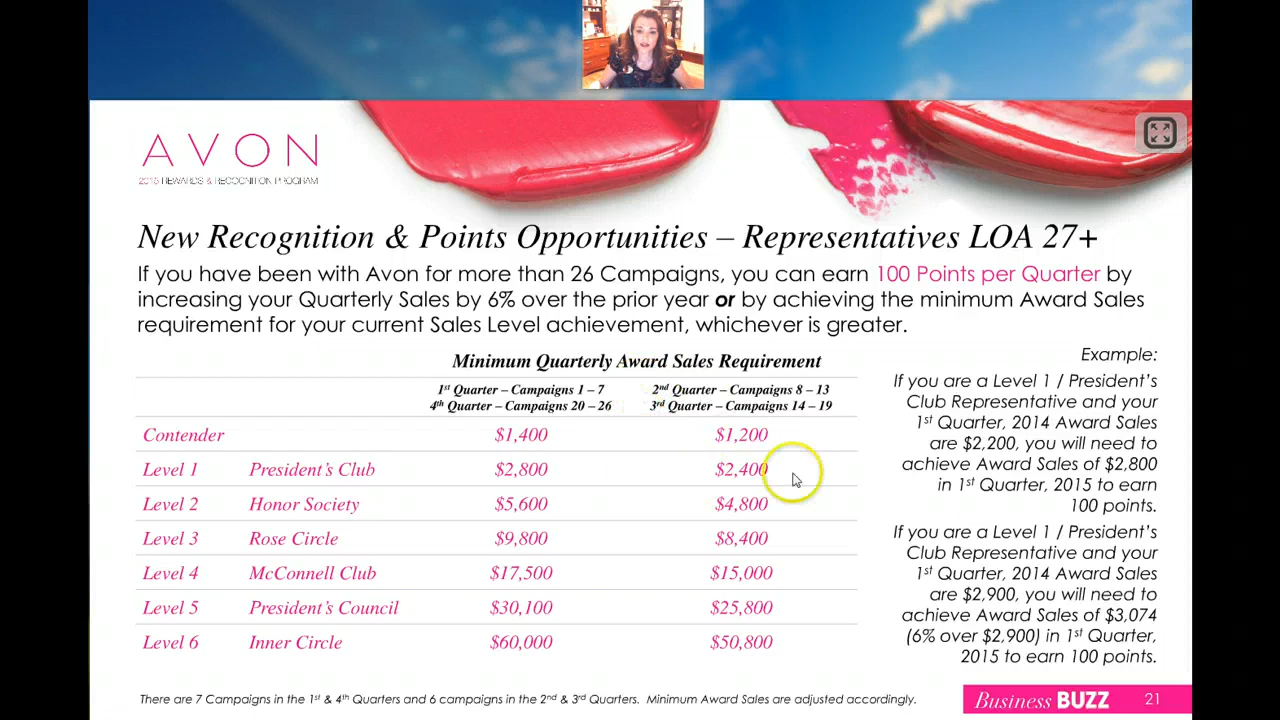 AVON
2015 REWARDS & RECOGNITION PROGRAM
New Recognition & Points Opportunities – Representatives LOA 27+
If you have been with Avon for more than 26 Campaigns, you can earn 100 Points per Quarter by
increasing your Quarterly Sales by 6% over the prior year or by achieving the minimum Award Sales
requirement for your current Sales Level achievement, whichever is greater.
Minimum Quarterly Award Sales Requirement
1st Quarter – Campaigns 1 – 7 2nd Quarter – Campaigns 8 – 13
4th Quarter – Campaigns 20 – 26 3rd Quarter – Campaigns 14 – 19
Contender $1,400 $1,200
Level 1 President's Club $2,800 $2,400
Level 2 Honor Society $5,600 $4,800
Level 3 Rose Circle $9,800 $8,400
Level 4 McConnell Club $17,500 $15,000
Level 5 President's Council $30,100 $25,800
Level 6 Inner Circle $60,000 $50,800
Example:
If you are a Level 1 / President's
Club Representative and your
1st Quarter, 2014 Award Sales
are $2,200, you will need to
achieve Award Sales of $2,800
in 1st Quarter, 2015 to earn
100 points.
If you are a Level 1 / President's
Club Representative and your
1st Quarter, 2014 Award Sales
are $2,900, you will need to
achieve Award Sales of $3,074
(6% over $2,900) in 1st Quarter,
2015 to earn 100 points.
There are 7 Campaigns in the 1st & 4th Quarters and 6 campaigns in the 2nd & 3rd Quarters. Minimum Award Sales are adjusted accordingly.
Business BUZZ 21